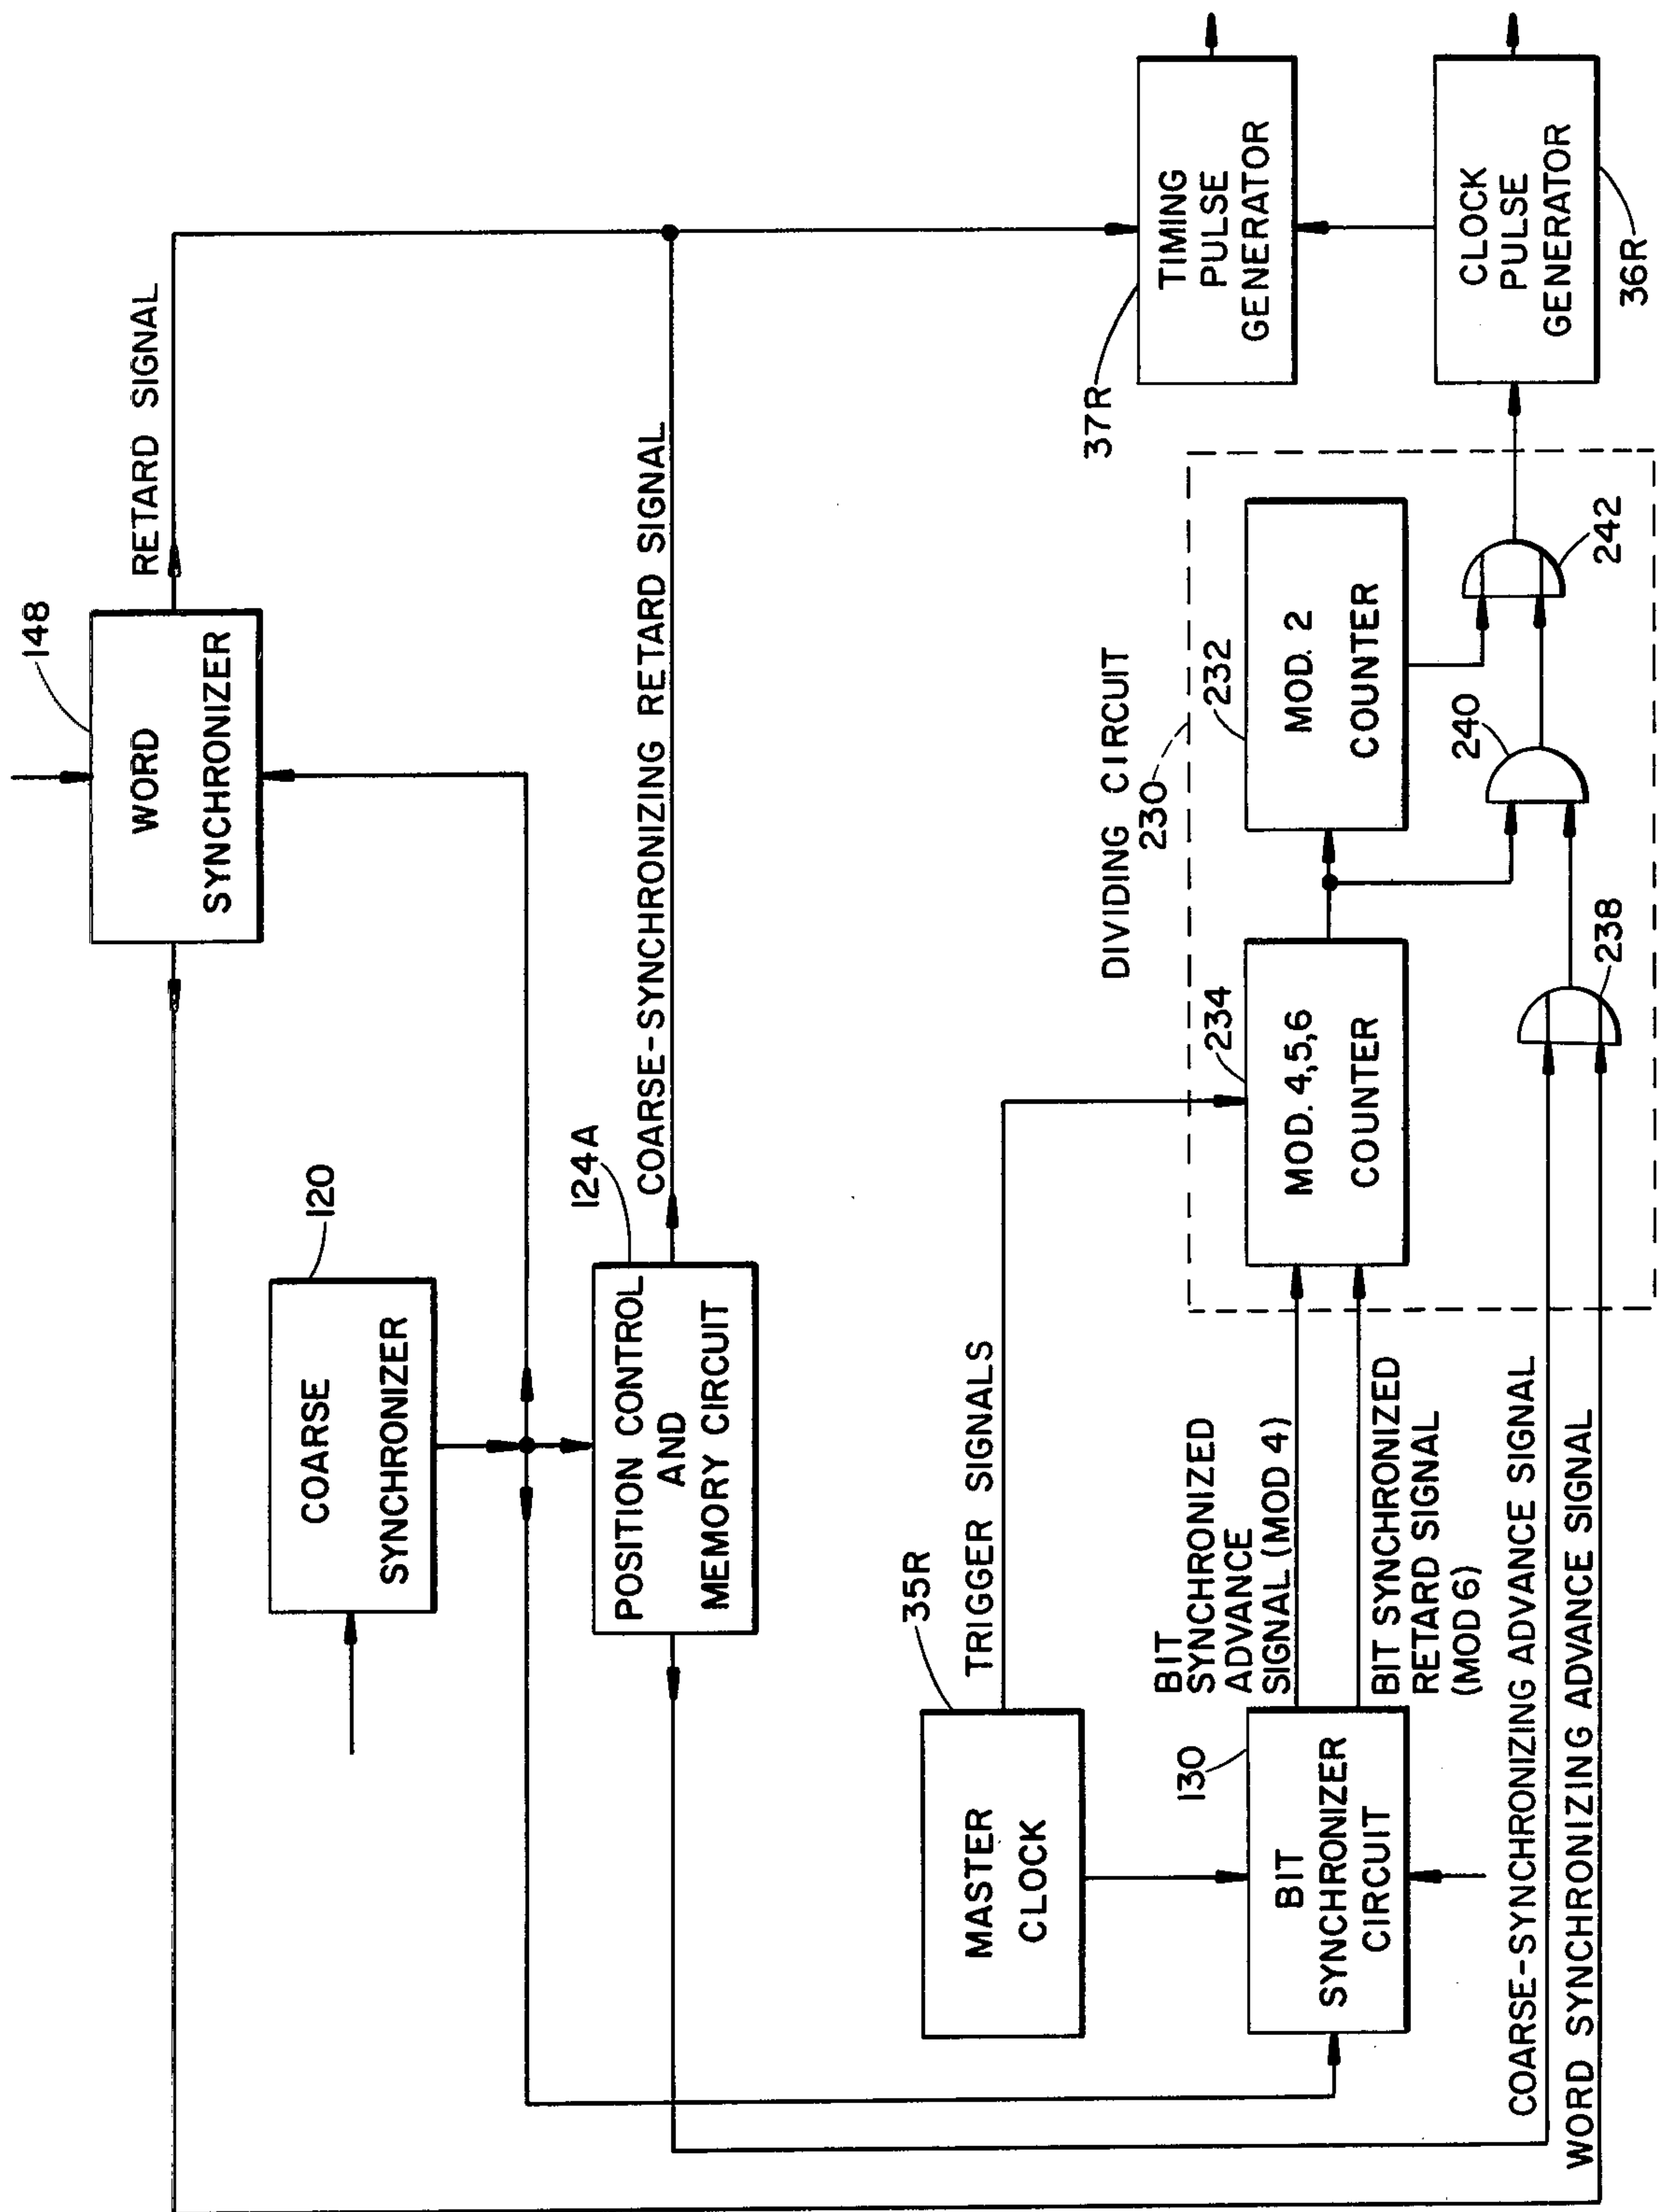 148
WORD
SYNCHRONIZER
RETARD SIGNAL
120
COARSE
SYNCHRONIZER
124A
POSITION CONTROL
AND
MEMORY CIRCUIT
COARSE-SYNCHRONIZING RETARD SIGNAL
35R
MASTER
CLOCK
TRIGGER SIGNALS
130
BIT
SYNCHRONIZER
CIRCUIT
BIT
SYNCHRONIZED
ADVANCE
SIGNAL (MOD 4)
BIT SYNCHRONIZED
RETARD SIGNAL
(MOD 6)
COARSE-SYNCHRONIZING ADVANCE SIGNAL
WORD SYNCHRONIZING ADVANCE SIGNAL
DIVIDING CIRCUIT
230
234
MOD. 4,5,6
COUNTER
232
MOD. 2
COUNTER
238
240
242
37R
TIMING
PULSE
GENERATOR
CLOCK
PULSE
GENERATOR
36R